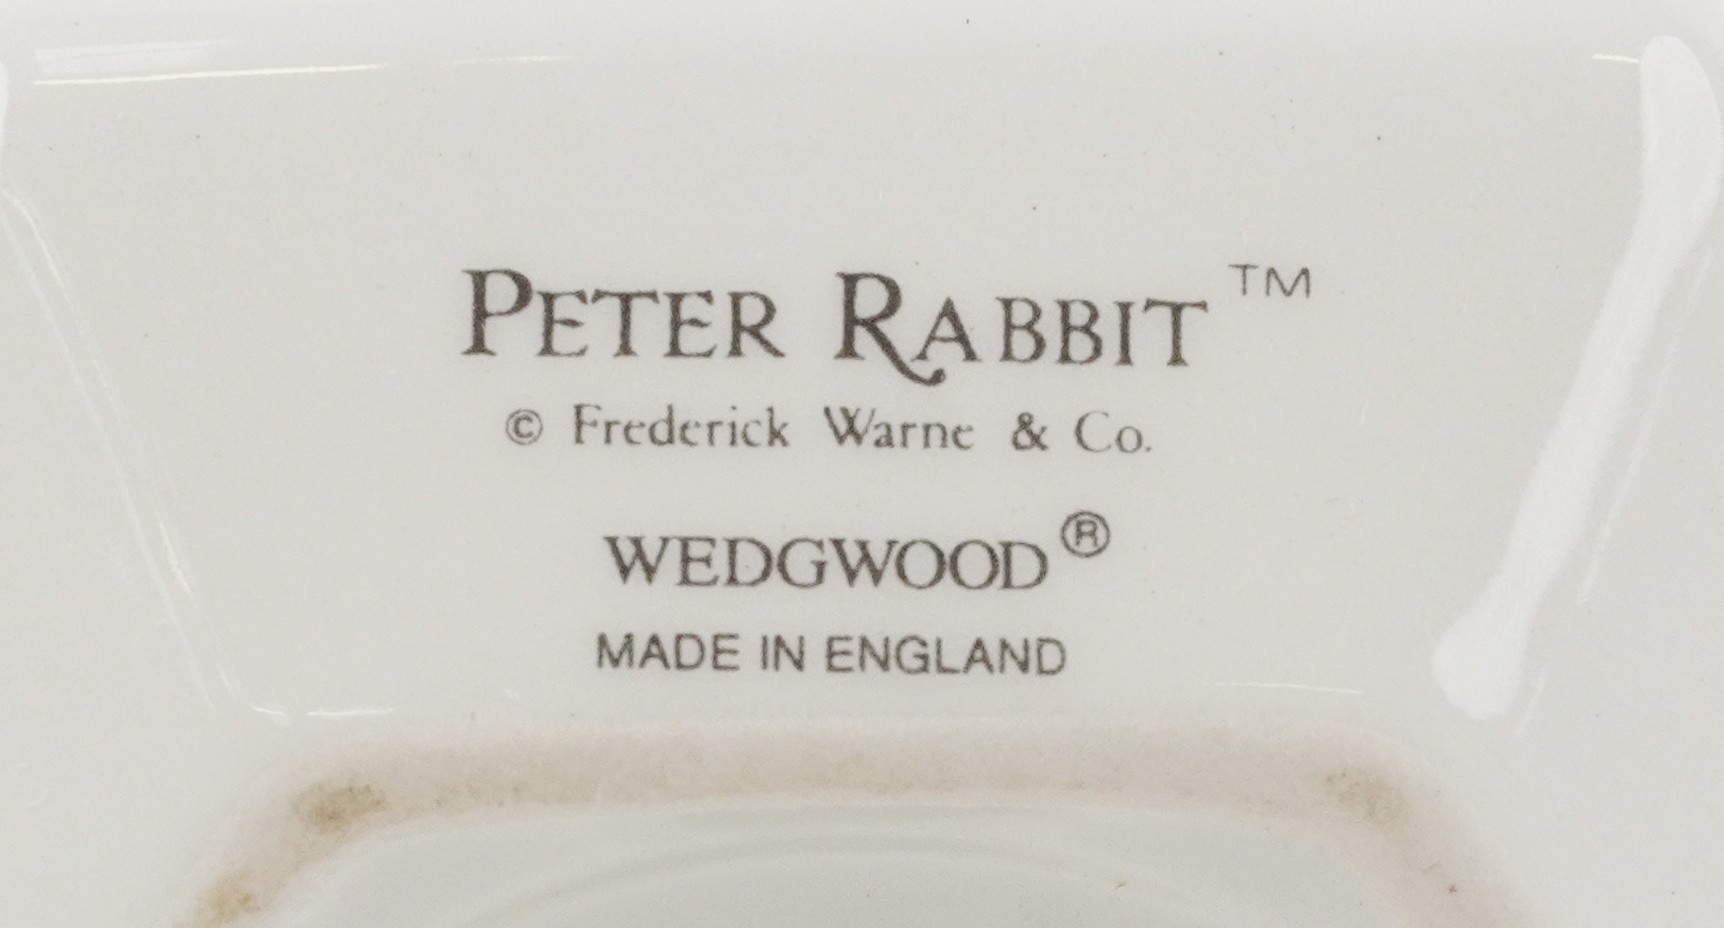 PETER RABBIT™
© Frederick Warne & Co.
WEDGWOOD®
MADE IN ENGLAND